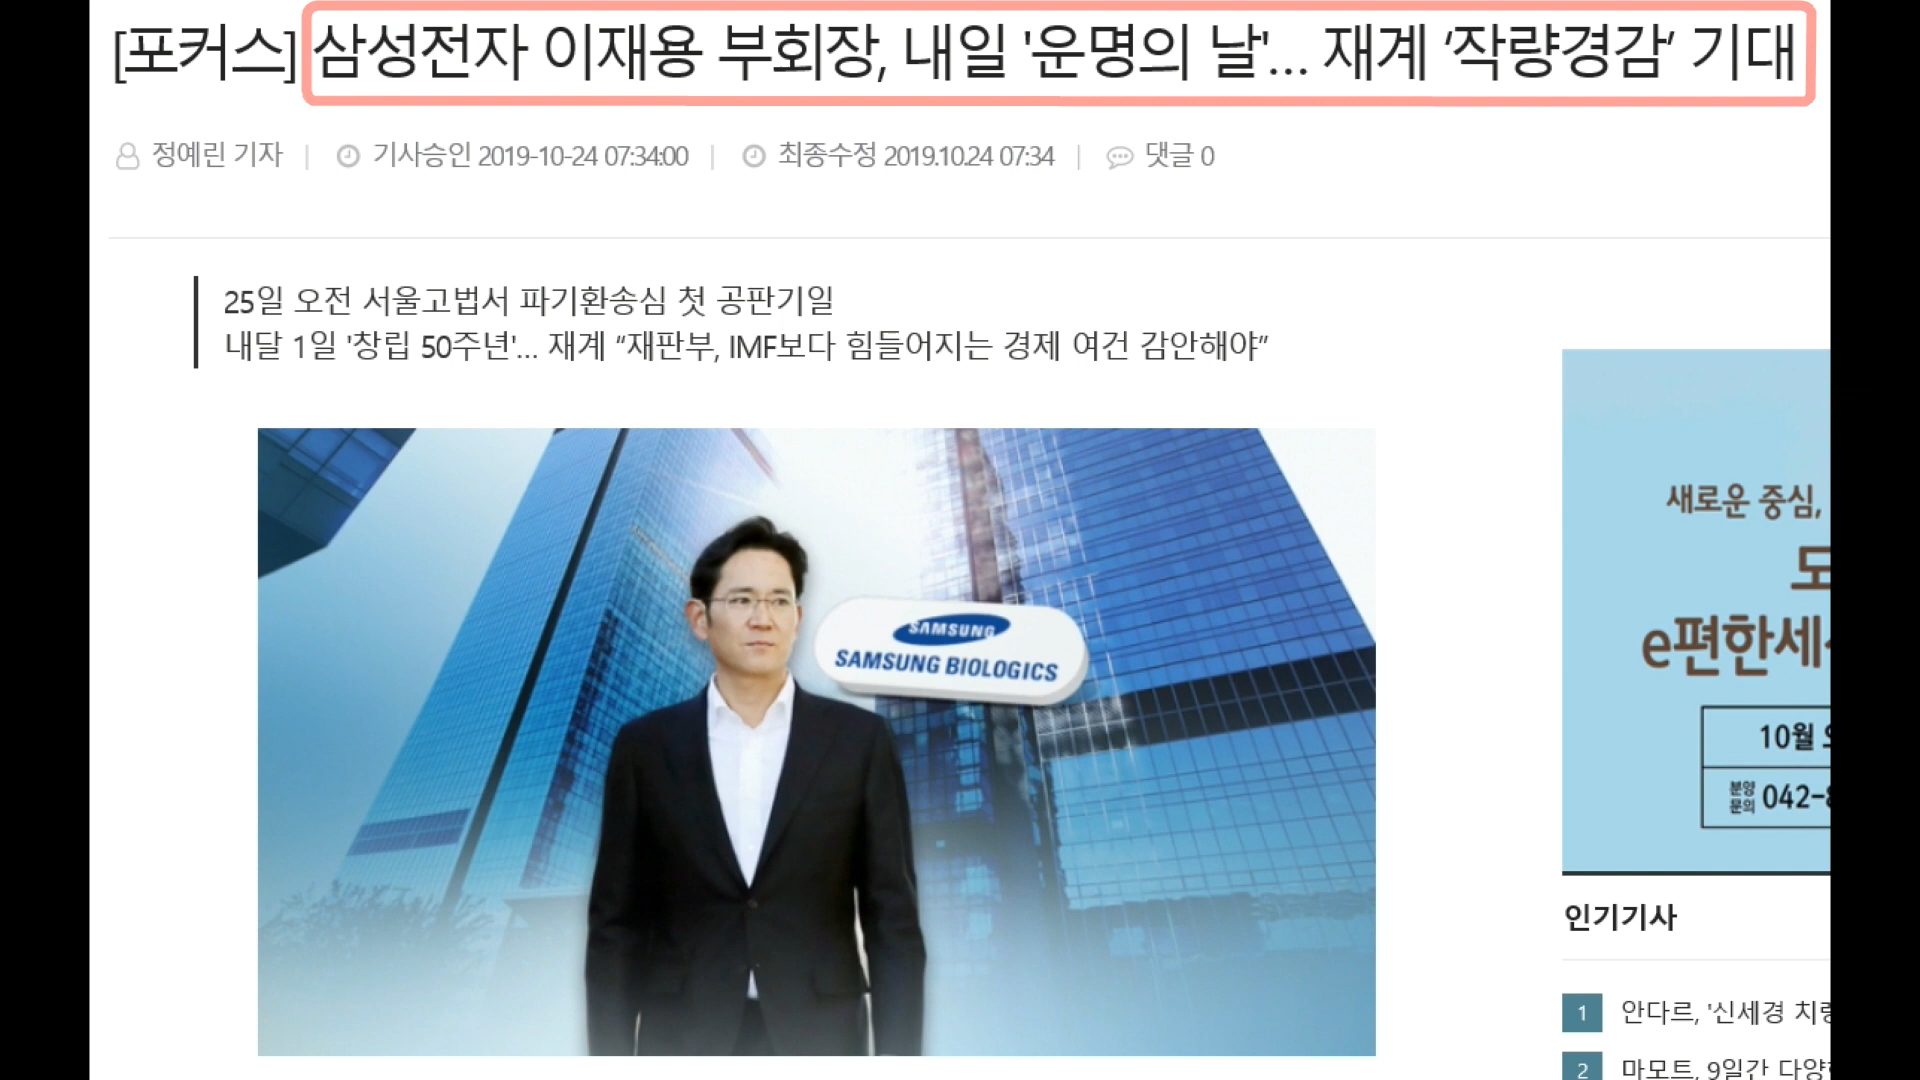 [포커스] 삼성전자 이재용 부회장, 내일 '운명의 날'... 재계 ‘작량경감’ 기대
정예린 기자 | 기사승인 2019-10-24 07:34:00 | 최종수정 2019.10.24 07:34 | 댓글 0
25일 오전 서울고법서 파기환송심 첫 공판기일
내달 1일 '창립 50주년'... 재계 “재판부, IMF보다 힘들어지는 경제 여건 감안해야”
SAMSUNG
SAMSUNG BIOLOGICS
새로운 중심,
도
e편한세
10월
분양
문의 042-8
인기기사
1 안다르, '신세경 치
2 마모트, 9일간 다양